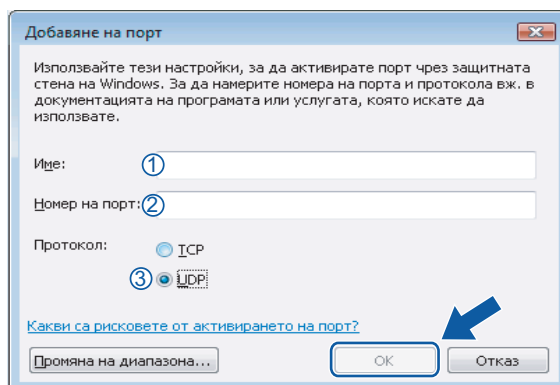 Добавяне на порт
Използвайте тези настройки, за да активирате порт чрез защитната
стена на Windows. За да намерите номера на порта и протокола вж. в
документацията на програмата или услугата, която искате да
използвате.
Име: ①
Номер на порт: ②
Протокол: TCP
③ UDP
Какви са рисковете от активирането на порт?
Промяна на диапазона... OK Отказ